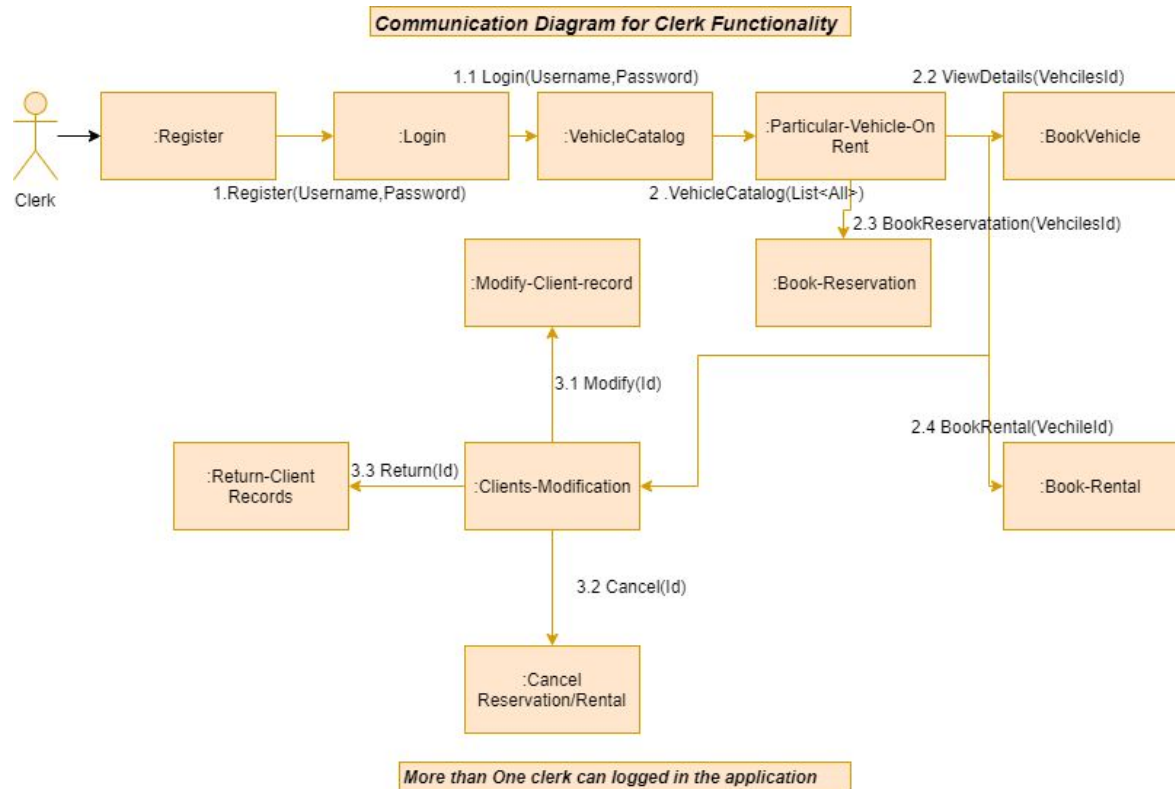 Communication Diagram for Clerk Functionality
1.1 Login(Username,Password)
2.2 ViewDetails(VehcilesId)
:Register
:Login
:VehicleCatalog
:Particular-Vehicle-On
Rent
:BookVehicle
Clerk
1.Register(Username,Password)
2 .VehicleCatalog(List<All>)
2.3 BookReservatation(VehcilesId)
:Modify-Client-record
:Book-Reservation
3.1 Modify(Id)
2.4 BookRental(VechileId)
:Return-Client
Records
3.3 Return(Id)
:Clients-Modification
:Book-Rental
3.2 Cancel(Id)
:Cancel
Reservation/Rental
More than One clerk can logged in the application